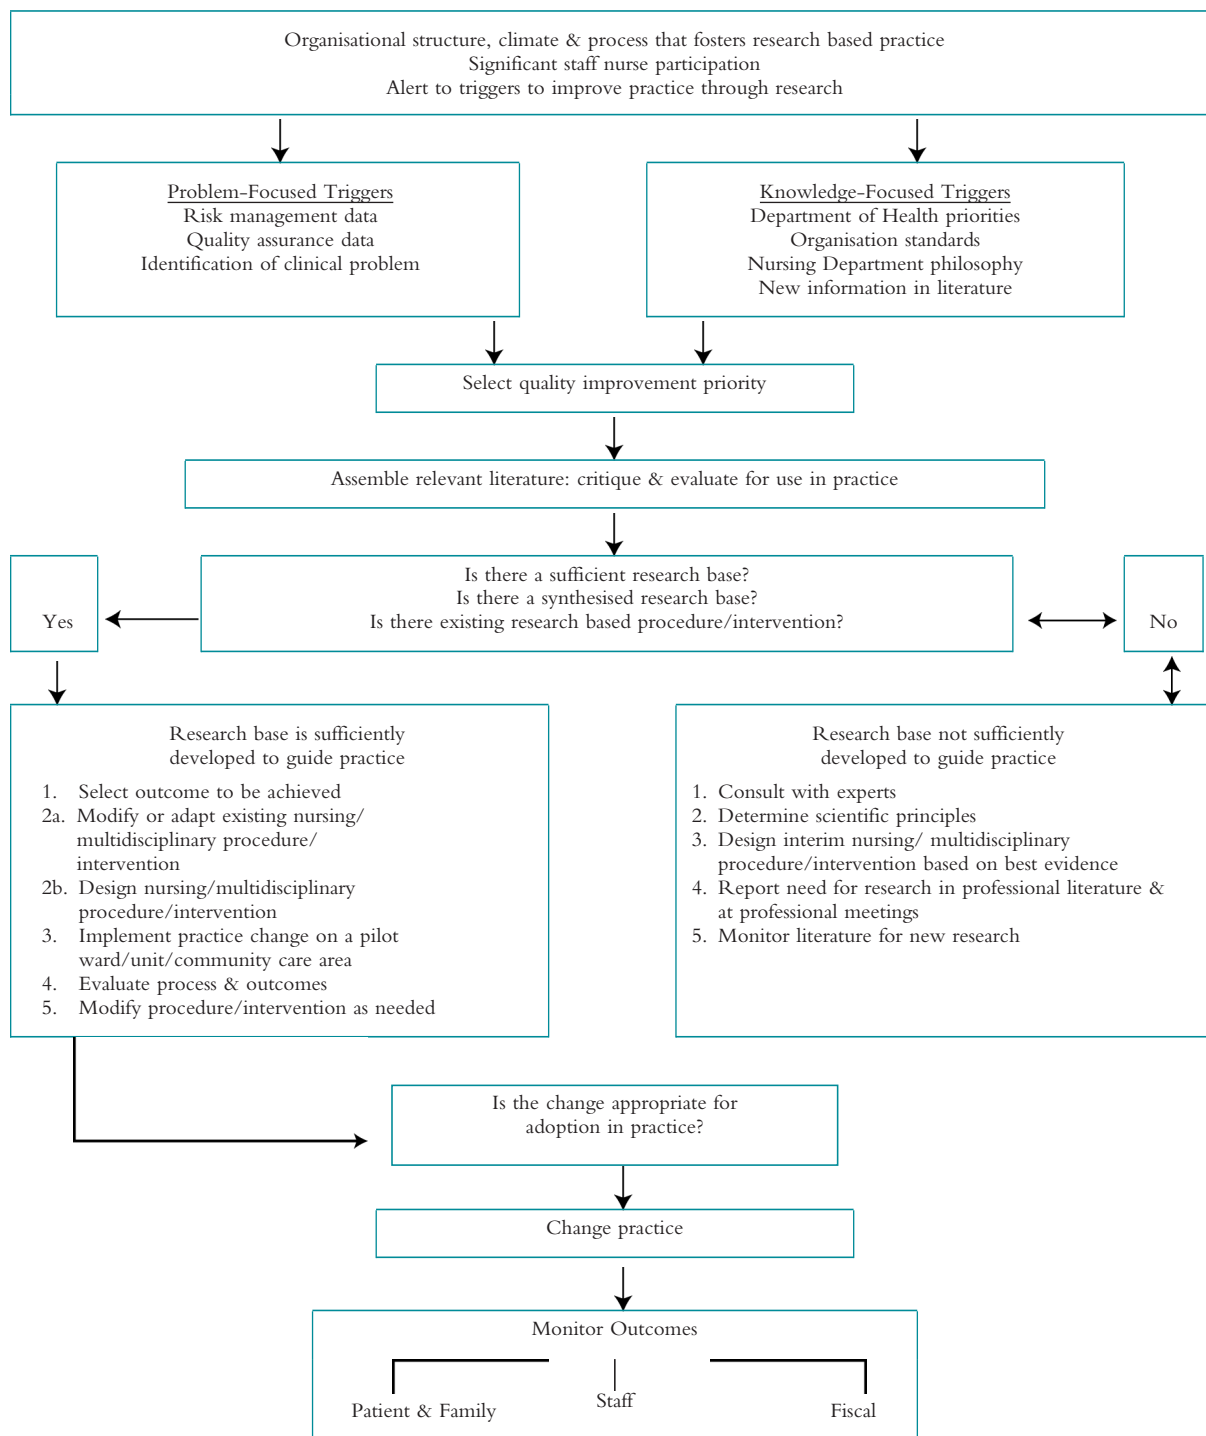 Organisational structure, climate & process that fosters research based practice
Significant staff nurse participation
Alert to triggers to improve practice through research
Problem-Focused Triggers
Risk management data
Quality assurance data
Identification of clinical problem
Knowledge-Focused Triggers
Department of Health priorities
Organisation standards
Nursing Department philosophy
New information in literature
Select quality improvement priority
Assemble relevant literature: critique & evaluate for use in practice
Yes
Is there a sufficient research base?
Is there a synthesised research base?
Is there existing research based procedure/intervention?
No
Research base is sufficiently
developed to guide practice
1. Select outcome to be achieved
2a. Modify or adapt existing nursing/
multidisciplinary procedure/
intervention
2b. Design nursing/multidisciplinary
procedure/intervention
3. Implement practice change on a pilot
ward/unit/community care area
4. Evaluate process & outcomes
5. Modify procedure/intervention as needed
Research base not sufficiently
developed to guide practice
1. Consult with experts
2. Determine scientific principles
3. Design interim nursing/ multidisciplinary
procedure/intervention based on best evidence
4. Report need for research in professional literature &
at professional meetings
5. Monitor literature for new research
Is the change appropriate for
adoption in practice?
Change practice
Monitor Outcomes
Patient & Family
Staff
Fiscal